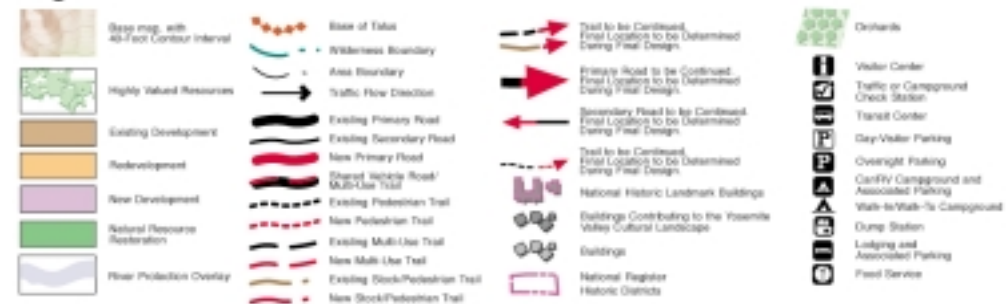 Base map, with
40-Foot Contour Interval
Highly Valued Resources
Existing Development
Redevelopment
New Development
Natural Resource
Restoration
River Protection Overlay
Base of Talus
Wilderness Boundary
Area Boundary
Traffic Flow Direction
Existing Primary Road
Existing Secondary Road
New Primary Road
Shared Vehicle Road/
Multi-Use Trail
Existing Pedestrian Trail
New Pedestrian Trail
Existing Multi-Use Trail
New Multi-Use Trail
Existing Stock/Pedestrian Trail
New Stock/Pedestrian Trail
Trail to be Continued,
Final Location to be Determined
During Final Design.
Primary Road to be Continued.
Final Location to be Determined
During Final Design.
Secondary Road to be Continued.
Final Location to be Determined
During Final Design.
Trail to be Continued,
Final Location to be Determined
During Final Design.
National Historic Landmark Buildings
Buildings Contributing to the Yosemite
Valley Cultural Landscape
Buildings
National Register
Historic Districts
Orchards
Visitor Center
Traffic or Campground
Check Station
Transit Center
P
Day-Visitor Parking
P
Overnight Parking
Car/RV Campground and
Associated Parking
Walk-In/Walk-To Campground
Dump Station
Lodging and
Associated Parking
Food Service